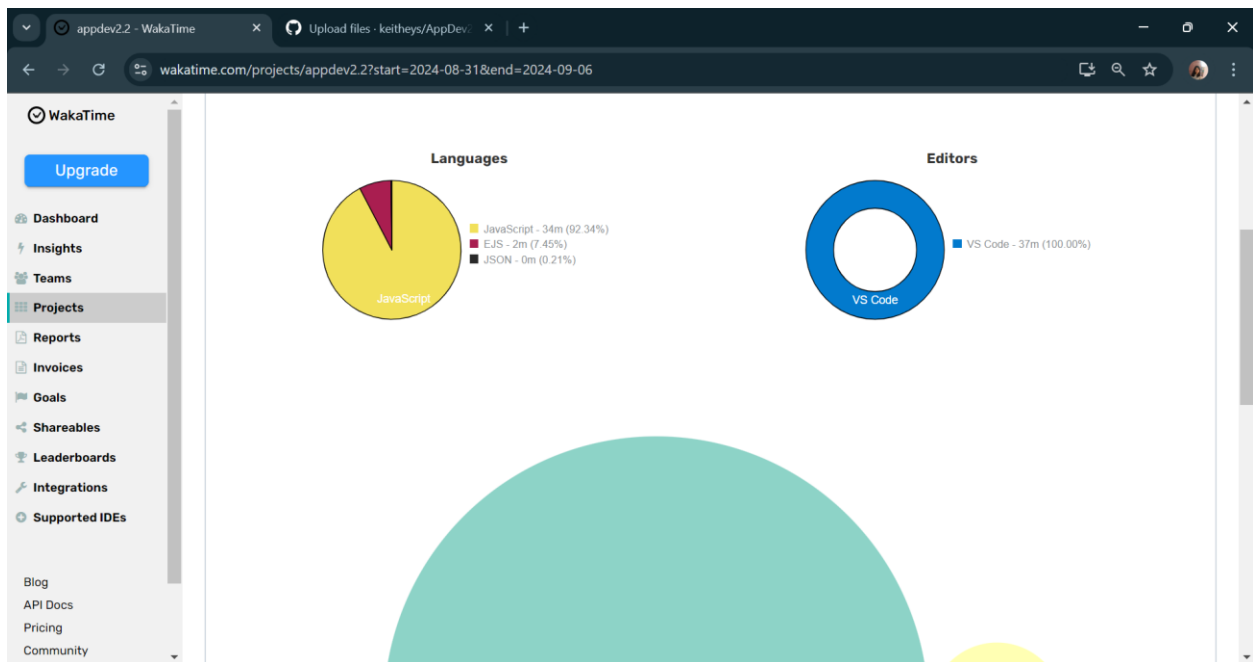 appdev2.2 - WakaTime
Upload files · keitheys/AppDev2
wakatime.com/projects/appdev2.2?start=2024-08-31&end=2024-09-06
WakaTime
Upgrade
Dashboard
Insights
Teams
Projects
Reports
Invoices
Goals
Shareables
Leaderboards
Integrations
Supported IDEs
Blog
API Docs
Pricing
Community
Languages
JavaScript - 34m (92.34%)
EJS - 2m (7.45%)
JSON - 0m (0.21%)
JavaScript
Editors
VS Code - 37m (100.00%)
VS Code